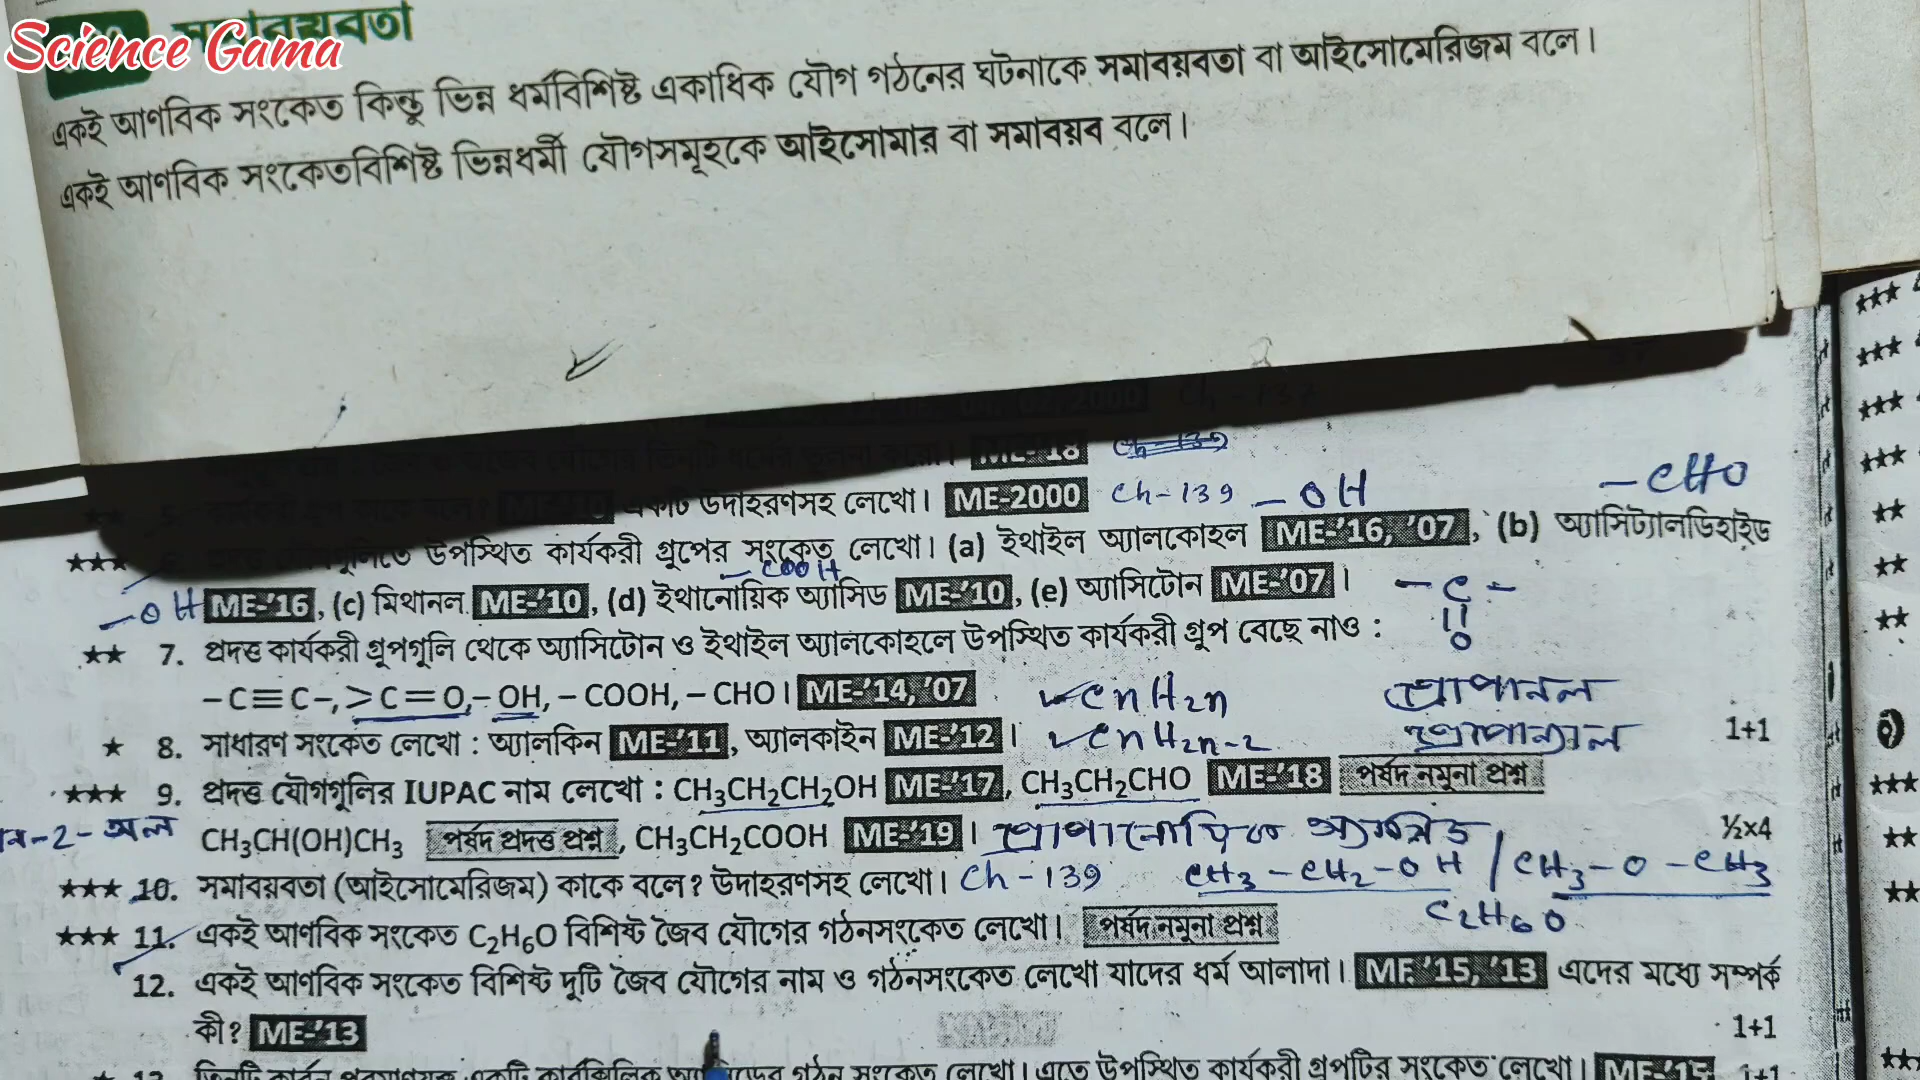 Science Gama
সমাবয়বতা
একই আণবিক সংকেত কিন্তু ভিন্ন ধর্মবিশিষ্ট একাধিক যৌগ গঠনের ঘটনাকে সমাবয়বতা বা আইসোমেরিজম বলে।
একই আণবিক সংকেতবিশিষ্ট ভিন্নধর্মী যৌগসমূহকে আইসোমার বা সমাবয়ব বলে।
ME-'18 Ch-139
একটি উদাহরণসহ লেখো। ME-2000 Ch-139 -OH -CHO
★★★ উপস্থিত কার্যকরী গ্রুপের সংকেত লেখো। (a) ইথাইল অ্যালকোহল ME-'16, '07, (b) অ্যাসিট্যালডিহাইড
-COOH
-OH ME-'16, (c) মিথানল ME-'10, (d) ইথানোয়িক অ্যাসিড ME-'10, (e) অ্যাসিটোন ME-'07। -C-
||
O
★★ 7. প্রদত্ত কার্যকরী গ্রুপগুলি থেকে অ্যাসিটোন ও ইথাইল অ্যালকোহলে উপস্থিত কার্যকরী গ্রুপ বেছে নাও :
-C≡C-, >C=O, -OH, -COOH, -CHO। ME-'14, '07 CnH2n প্রোপানল
★ 8. সাধারণ সংকেত লেখো : অ্যালকিন ME-'11, অ্যালকাইন ME-'12। CnH2n-2 প্রোপান্যাল 1+1
★★★ 9. প্রদত্ত যৌগগুলির IUPAC নাম লেখো : CH₃CH₂CH₂OH ME-'17, CH₃CH₂CHO ME-'18 পর্ষদ নমুনা প্রশ্ন
-2-অল CH₃CH(OH)CH₃ পর্ষদ প্রদত্ত প্রশ্ন, CH₃CH₂COOH ME-'19। প্রোপানোয়িক অ্যাসিড ½×4
★★★ 10. সমাবয়বতা (আইসোমেরিজম) কাকে বলে? উদাহরণসহ লেখো। Ch-139 CH3-CH2-OH / CH3-O-CH3
C2H6O
★★★ 11. একই আণবিক সংকেত C₂H₆O বিশিষ্ট জৈব যৌগের গঠনসংকেত লেখো। পর্ষদ নমুনা প্রশ্ন
12. একই আণবিক সংকেত বিশিষ্ট দুটি জৈব যৌগের নাম ও গঠনসংকেত লেখো যাদের ধর্ম আলাদা। ME-'15, '13 এদের মধ্যে সম্পর্ক
কী? ME-'13 1+1